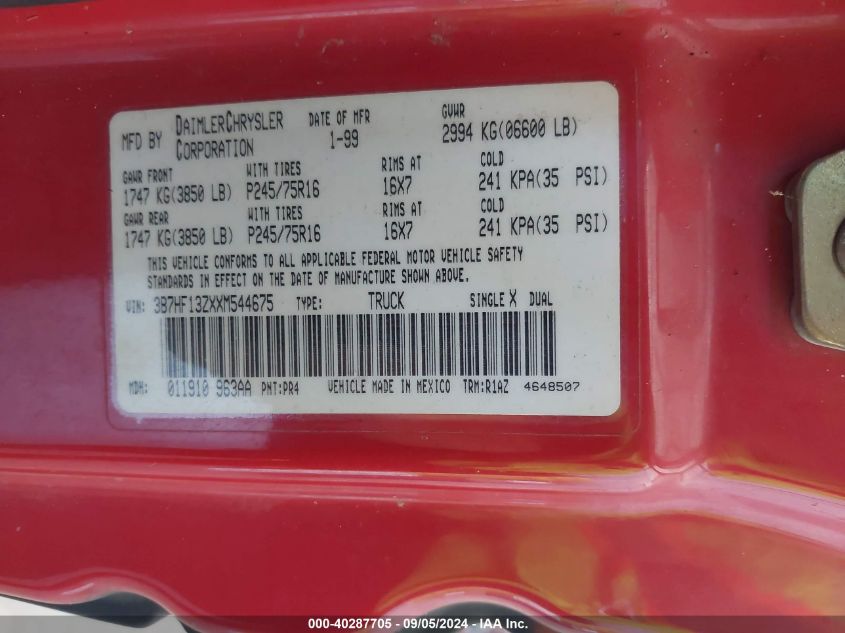 MFD BY DAIMLERCHRYSLER CORPORATION DATE OF MFR 1-99 GVWR 2994 KG(06600 LB)
GAWR FRONT WITH TIRES RIMS AT COLD
1747 KG(3850 LB) P245/75R16 16X7 241 KPA(35 PSI)
GAWR REAR WITH TIRES RIMS AT COLD
1747 KG(3850 LB) P245/75R16 16X7 241 KPA(35 PSI)
THIS VEHICLE CONFORMS TO ALL APPLICABLE FEDERAL MOTOR VEHICLE SAFETY
STANDARDS IN EFFECT ON THE DATE OF MANUFACTURE SHOWN ABOVE.
VIN: 3B7HF13ZXXM544675 TYPE: TRUCK SINGLE X DUAL
MDH: 011910 963AA PNT:PR4 VEHICLE MADE IN MEXICO TRM:R1AZ 4648507
000-40287705 - 09/05/2024 - IAA Inc.